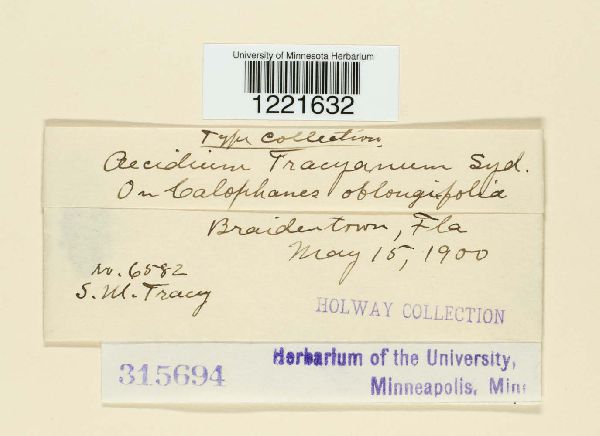 University of Minnesota Herbarium
1221632
Type Collection
Aecidium Tracyanum Syd.
On Calophanes oblongifolia
Braidentown, Fla
May 15, 1900
No. 6582
S. M. Tracy
HOLWAY COLLECTION
315694
Herbarium of the University,
Minneapolis, Minn